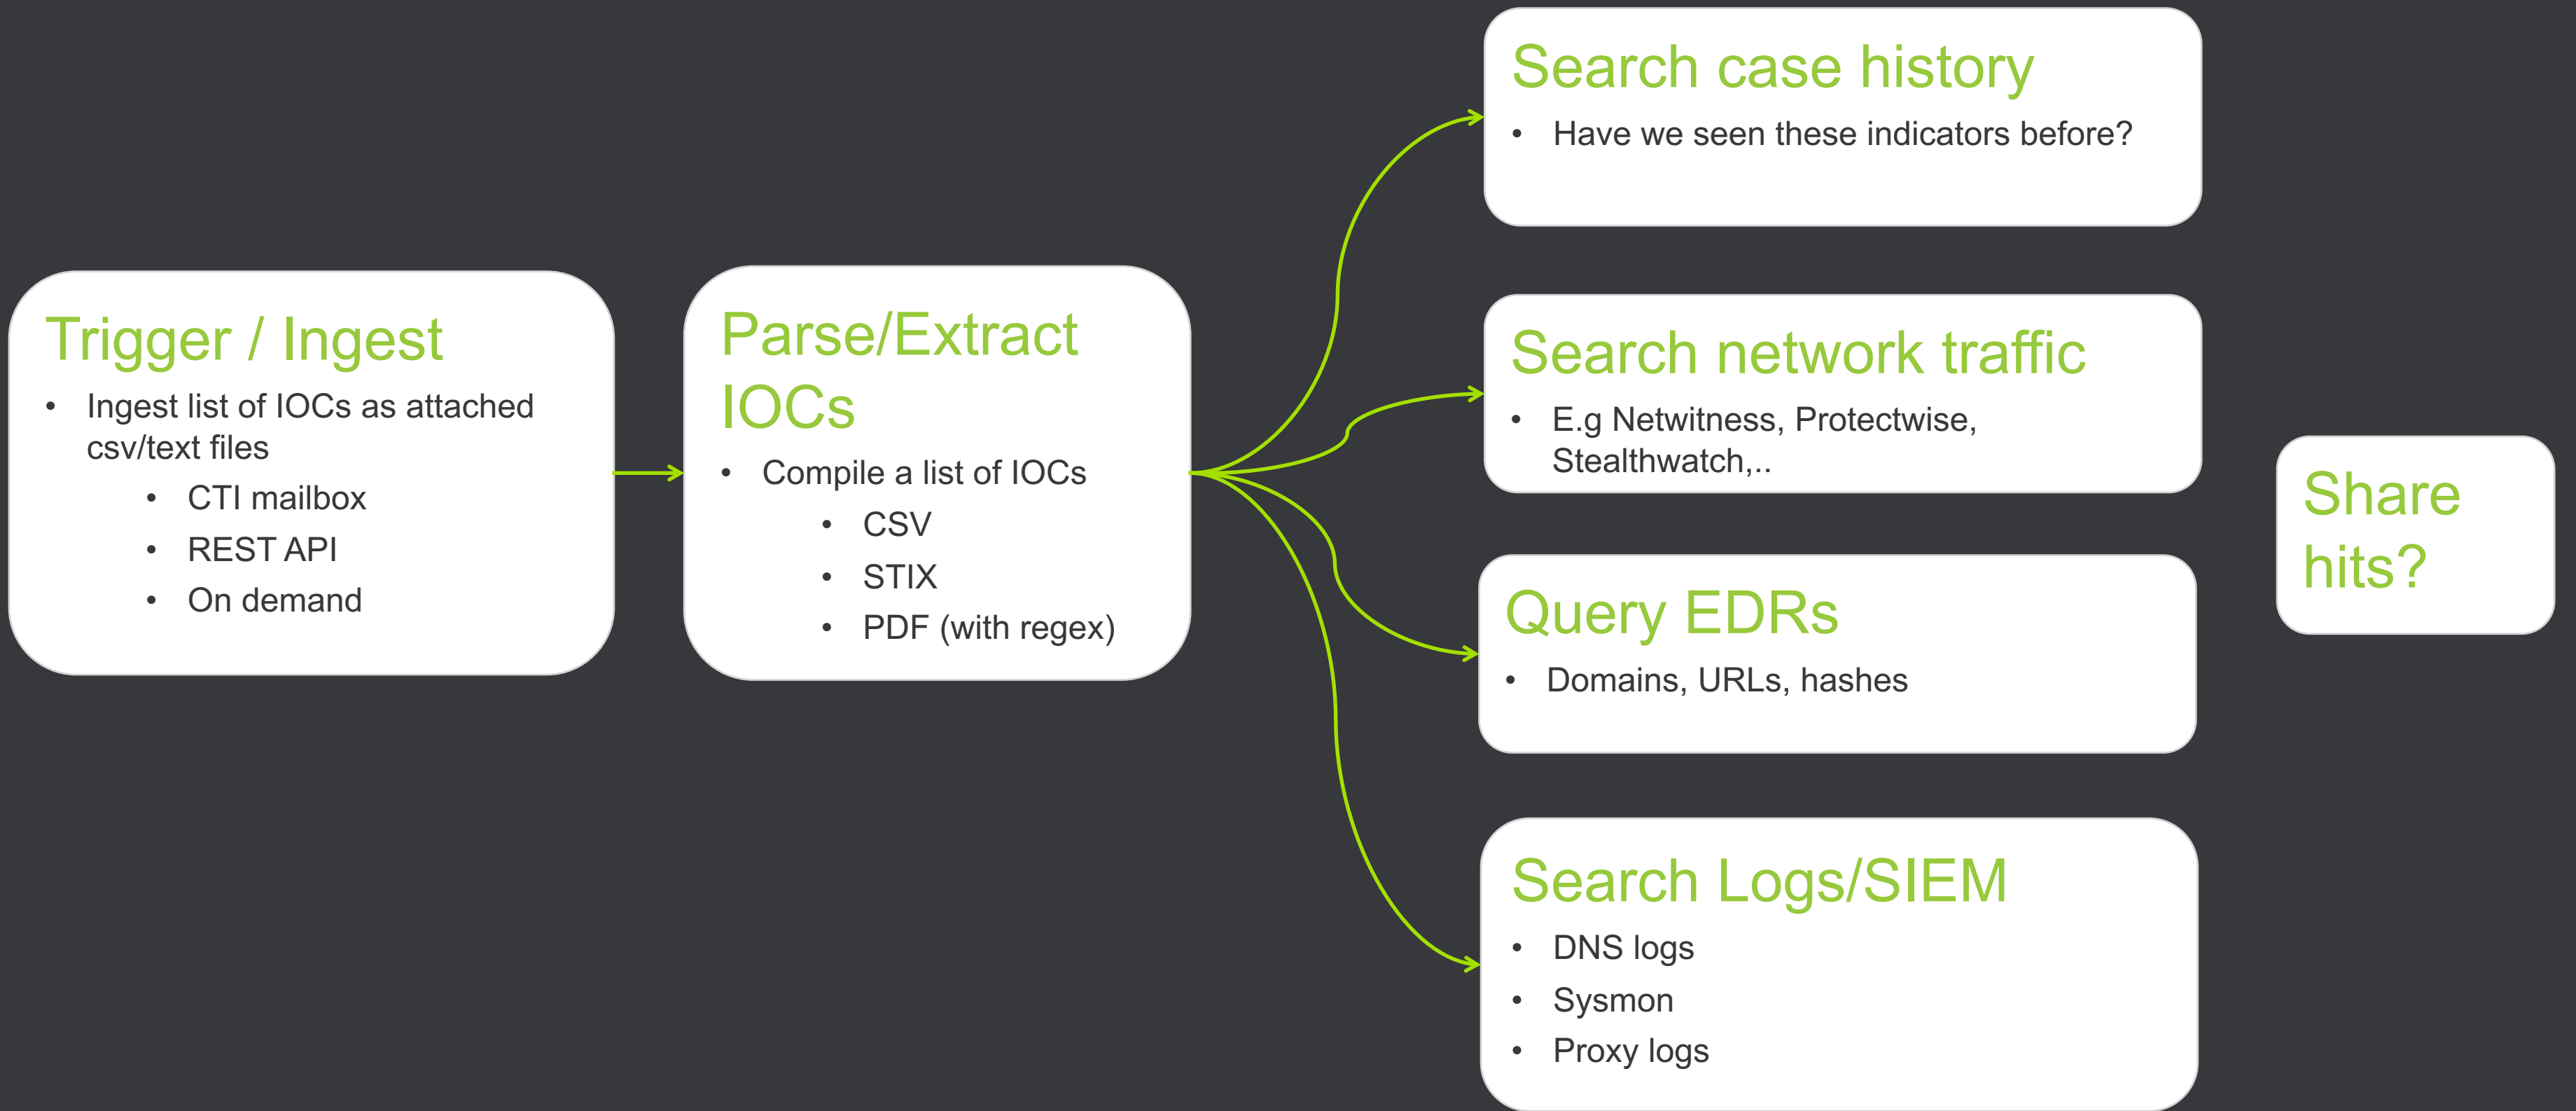 Trigger / Ingest
• Ingest list of IOCs as attached
csv/text files
• CTI mailbox
• REST API
• On demand
Parse/Extract
IOCs
• Compile a list of IOCs
• CSV
• STIX
• PDF (with regex)
Search case history
• Have we seen these indicators before?
Search network traffic
• E.g Netwitness, Protectwise,
Stealthwatch,..
Query EDRs
• Domains, URLs, hashes
Search Logs/SIEM
• DNS logs
• Sysmon
• Proxy logs
Share
hits?